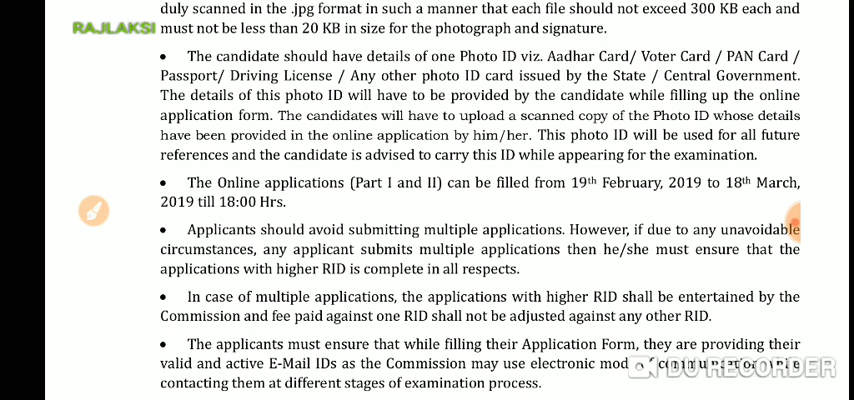 duly scanned in the .jpg format in such a manner that each file should not exceed 300 KB each and
RAJLAKSI
must not be less than 20 KB in size for the photograph and signature.
• The candidate should have details of one Photo ID viz. Aadhar Card/ Voter Card / PAN Card /
Passport/ Driving License / Any other photo ID card issued by the State / Central Government.
The details of this photo ID will have to be provided by the candidate while filling up the online
application form. The candidates will have to upload a scanned copy of the Photo ID whose details
have been provided in the online application by him/her. This photo ID will be used for all future
references and the candidate is advised to carry this ID while appearing for the examination.
• The Online applications (Part I and II) can be filled from 19th February, 2019 to 18th March,
2019 till 18:00 Hrs.
• Applicants should avoid submitting multiple applications. However, if due to any unavoidable
circumstances, any applicant submits multiple applications then he/she must ensure that the
applications with higher RID is complete in all respects.
• In case of multiple applications, the applications with higher RID shall be entertained by the
Commission and fee paid against one RID shall not be adjusted against any other RID.
• The applicants must ensure that while filling their Application Form, they are providing their
valid and active E-Mail IDs as the Commission may use electronic mode of communication while
DU RECORDER
contacting them at different stages of examination process.